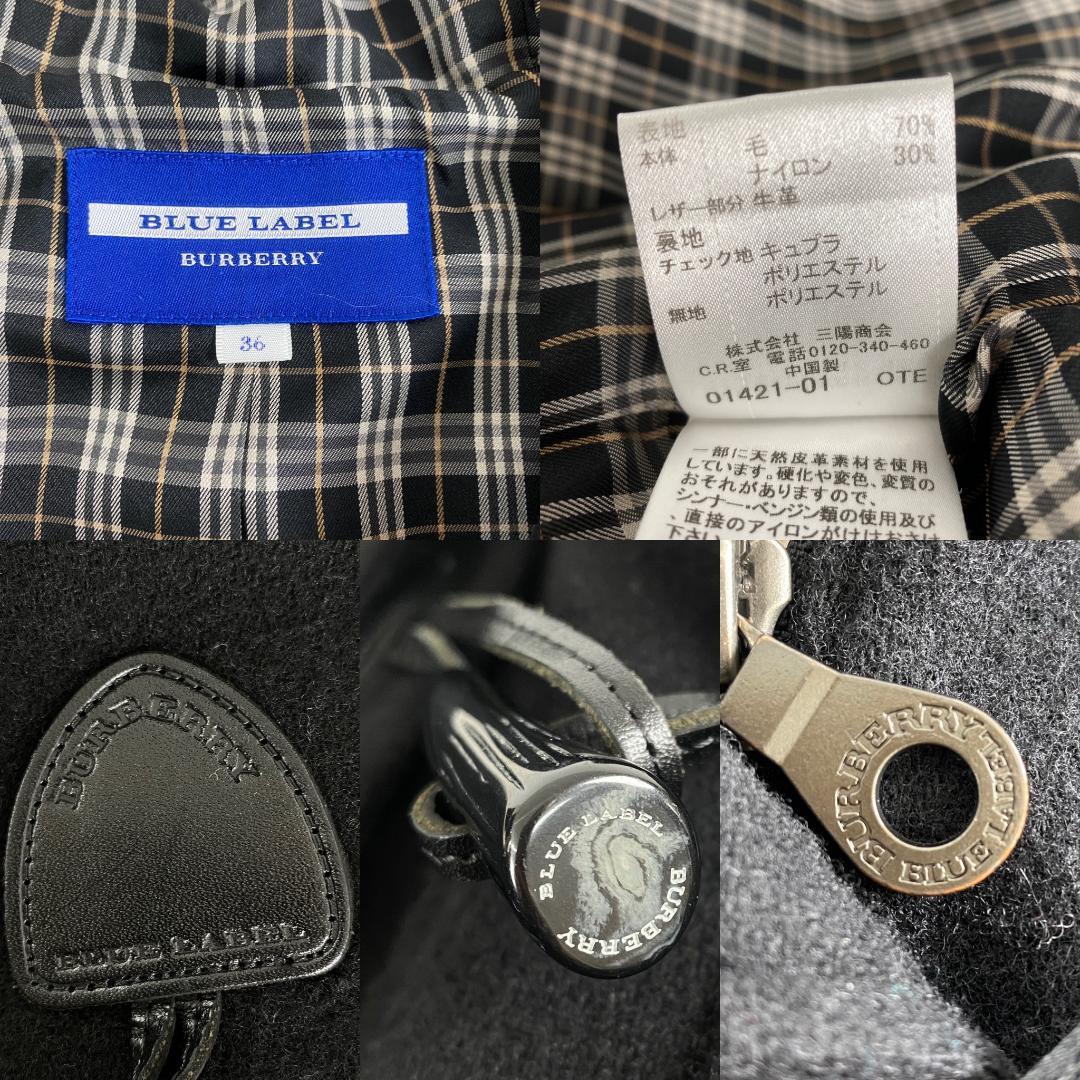 BLUE LABEL
BURBERRY
36
表地 70%
本体 毛 30%
ナイロン
レザー部分 牛革
裏地
チェック地 キュプラ
ポリエステル
ポリエステル
無地
株式会社 三陽商会
C.R.室 電話0120-340-460
中国製
01421-01 OTE
一部に天然皮革素材を使用
しています。硬化や変色、変質の
おそれがありますので、
シンナー・ベンジン類の使用及び
、直接のアイロンがけはおさけ
下さい
BURBERRY
BLUE LABEL
BLUE LABEL
BURBERRY
BURBERRY
BLUE LABEL